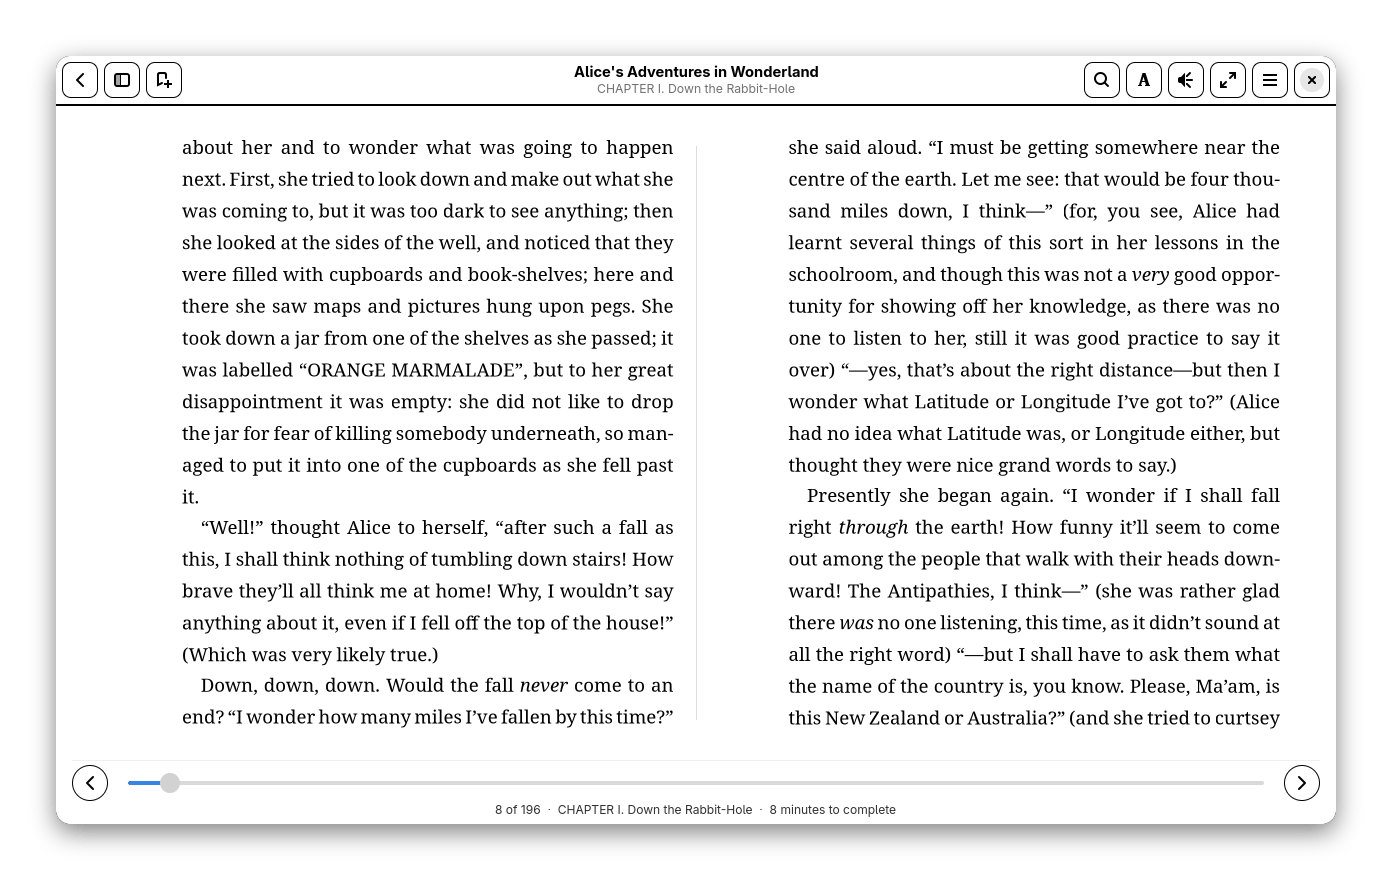 Alice's Adventures in Wonderland
CHAPTER I. Down the Rabbit-Hole
A
about her and to wonder what was going to happen
next. First, she tried to look down and make out what she
was coming to, but it was too dark to see anything; then
she looked at the sides of the well, and noticed that they
were filled with cupboards and book-shelves; here and
there she saw maps and pictures hung upon pegs. She
took down a jar from one of the shelves as she passed; it
was labelled “ORANGE MARMALADE”, but to her great
disappointment it was empty: she did not like to drop
the jar for fear of killing somebody underneath, so man-
aged to put it into one of the cupboards as she fell past
it.
“Well!” thought Alice to herself, “after such a fall as
this, I shall think nothing of tumbling down stairs! How
brave they’ll all think me at home! Why, I wouldn’t say
anything about it, even if I fell off the top of the house!”
(Which was very likely true.)
Down, down, down. Would the fall never come to an
end? “I wonder how many miles I’ve fallen by this time?”
she said aloud. “I must be getting somewhere near the
centre of the earth. Let me see: that would be four thou-
sand miles down, I think—” (for, you see, Alice had
learnt several things of this sort in her lessons in the
schoolroom, and though this was not a very good oppor-
tunity for showing off her knowledge, as there was no
one to listen to her, still it was good practice to say it
over) “—yes, that’s about the right distance—but then I
wonder what Latitude or Longitude I’ve got to?” (Alice
had no idea what Latitude was, or Longitude either, but
thought they were nice grand words to say.)
Presently she began again. “I wonder if I shall fall
right through the earth! How funny it’ll seem to come
out among the people that walk with their heads down-
ward! The Antipathies, I think—” (she was rather glad
there was no one listening, this time, as it didn’t sound at
all the right word) “—but I shall have to ask them what
the name of the country is, you know. Please, Ma’am, is
this New Zealand or Australia?” (and she tried to curtsey
8 of 196 · CHAPTER I. Down the Rabbit-Hole · 8 minutes to complete